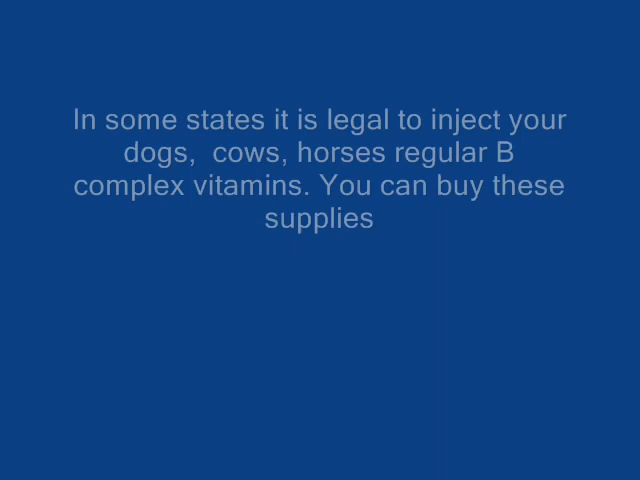 In some states it is legal to inject your
dogs,  cows, horses regular B
complex vitamins. You can buy these
supplies